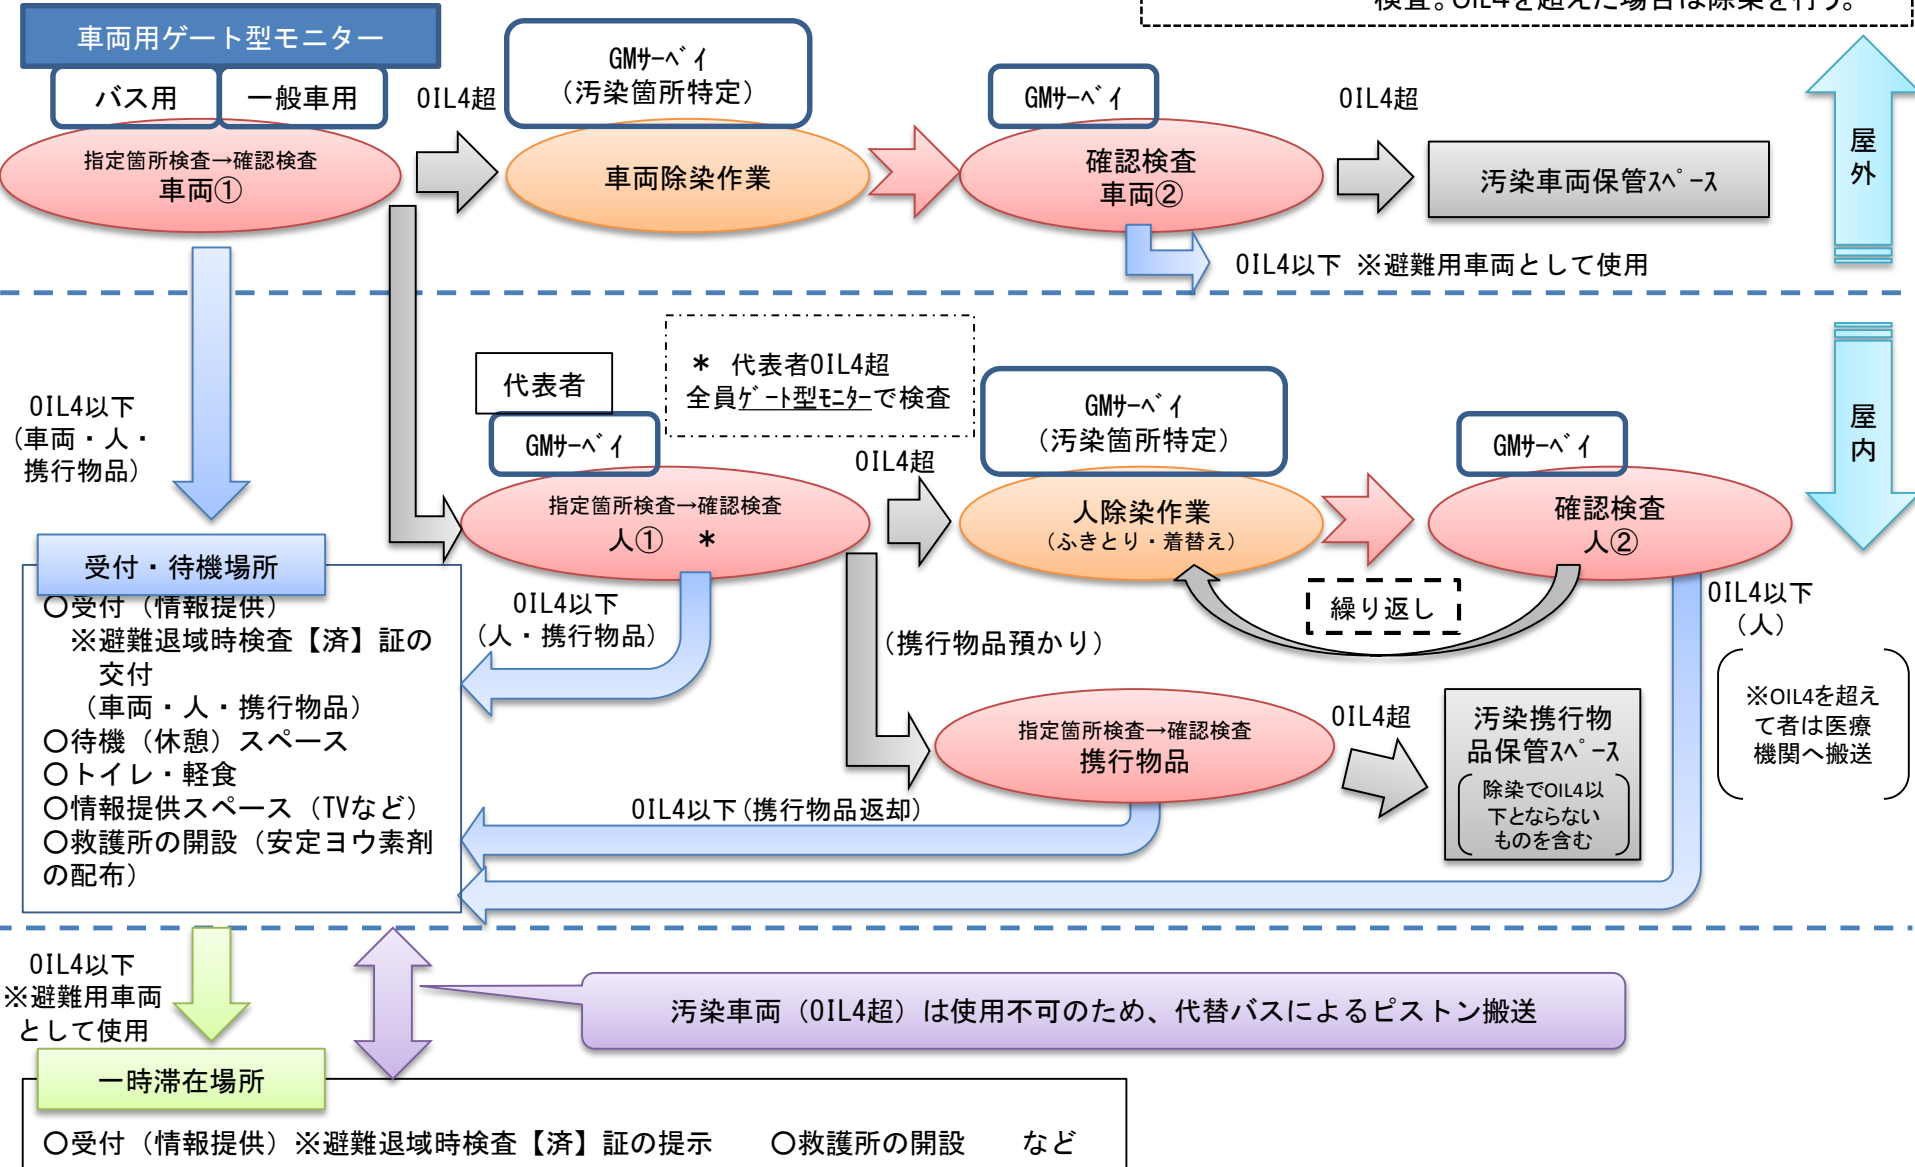 検査。OIL4を超えた場合は除染を行う。
車両用ゲート型モニター
バス用
一般車用
指定箇所検査→確認検査
車両①
OIL4超
GMサーベイ
(汚染箇所特定)
車両除染作業
GMサーベイ
確認検査
車両②
OIL4超
汚染車両保管スペース
屋外
OIL4以下 ※避難用車両として使用
OIL4以下
(車両・人・
携行物品)
代表者
GMサーベイ
* 代表者OIL4超
全員ゲート型モニターで検査
指定箇所検査→確認検査
人① *
OIL4超
GMサーベイ
(汚染箇所特定)
人除染作業
(ふきとり・着替え)
GMサーベイ
確認検査
人②
屋内
繰り返し
OIL4以下
(人)
※OIL4を超え
て者は医療
機関へ搬送
OIL4以下
(人・携行物品)
(携行物品預かり)
指定箇所検査→確認検査
携行物品
OIL4超
汚染携行物
品保管スペース
除染でOIL4以
下とならない
ものを含む
OIL4以下(携行物品返却)
受付・待機場所
○受付(情報提供)
※避難退域時検査【済】証の
交付
(車両・人・携行物品)
○待機(休憩)スペース
○トイレ・軽食
○情報提供スペース(TVなど)
○救護所の開設(安定ヨウ素剤
の配布)
OIL4以下
※避難用車両
として使用
汚染車両(OIL4超)は使用不可のため、代替バスによるピストン搬送
一時滞在場所
○受付(情報提供)※避難退域時検査【済】証の提示 ○救護所の開設 など